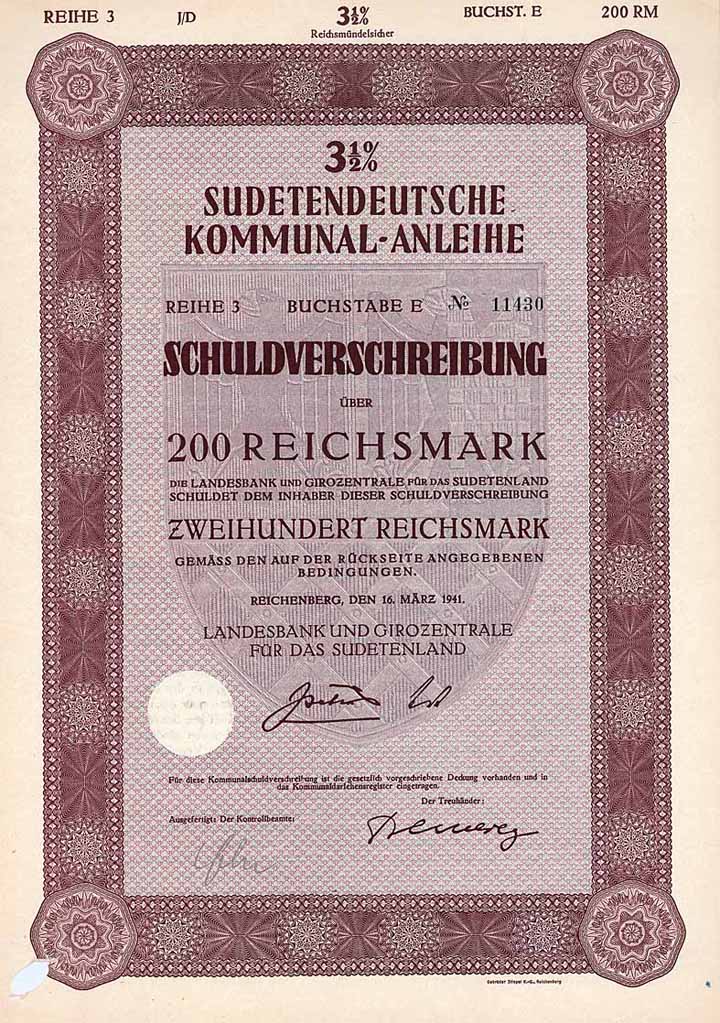 REIHE 3 J/D 3½% BUCHST. E 200 RM
Reichsmündelsicher
3½%
SUDETENDEUTSCHE
KOMMUNAL-ANLEIHE
REIHE 3 BUCHSTABE E № 11430
SCHULDVERSCHREIBUNG
ÜBER
200 REICHSMARK
DIE LANDESBANK UND GIROZENTRALE FÜR DAS SUDETENLAND
SCHULDET DEM INHABER DIESER SCHULDVERSCHREIBUNG
ZWEIHUNDERT REICHSMARK
GEMÄSS DEN AUF DER RÜCKSEITE ANGEGEBENEN
BEDINGUNGEN.
REICHENBERG, DEN 16. MÄRZ 1941.
LANDESBANK UND GIROZENTRALE
FÜR DAS SUDETENLAND
Für diese Kommunalschuldverschreibung ist die gesetzlich vorgeschriebene Deckung vorhanden und in
das Kommunaldarlehensregister eingetragen.
Der Treuhänder:
Ausgefertigt: Der Kontrollbeamte:
Gebrüder Stiepel K.-G., Reichenberg